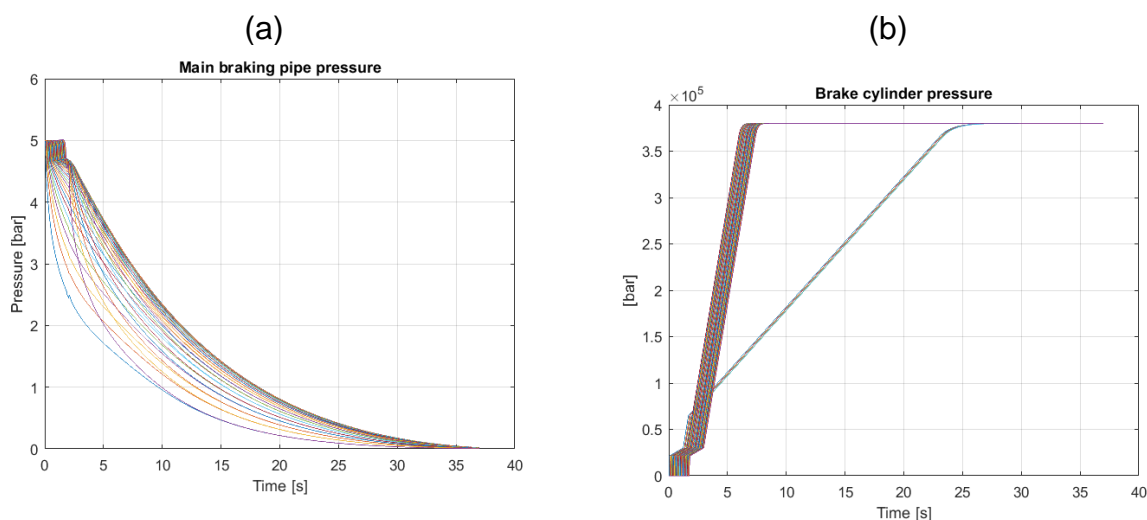 (a)
Main braking pipe pressure
6
5
4
3
2
1
0
Pressure [bar]
0 5 10 15 20 25 30 35 40
Time [s]
(b)
×10^5
Brake cylinder pressure
4
3.5
3
2.5
2
1.5
1
0.5
0
[bar]
0 5 10 15 20 25 30 35 40
Time [s]